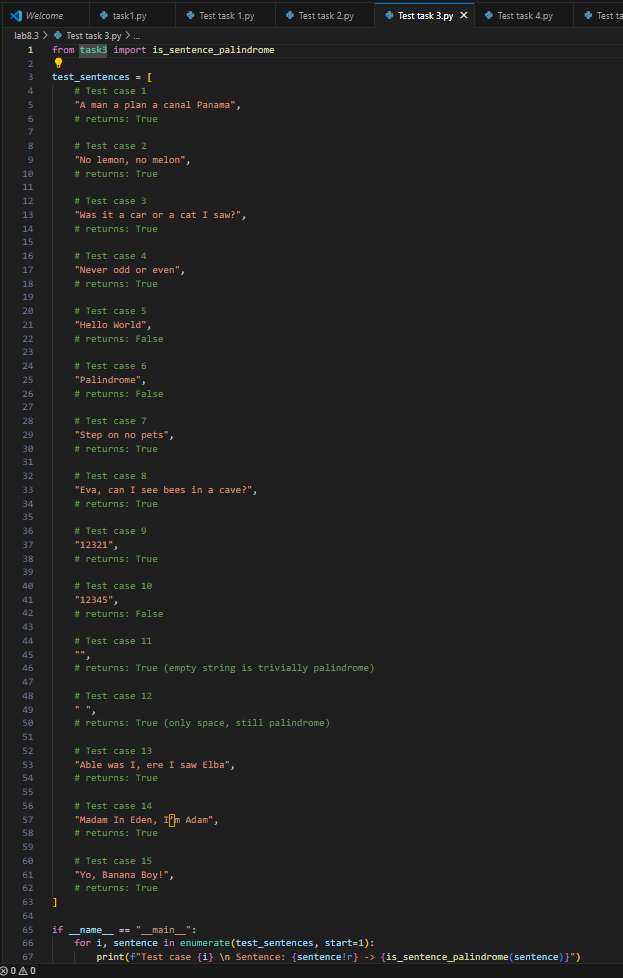 Welcome task1.py Test task 1.py Test task 2.py Test task 3.py Test task 4.py Test ta
lab8.3 > Test task 3.py > ...
1 from task3 import is_sentence_palindrome
2
3 test_sentences = [
4 # Test case 1
5 "A man a plan a canal Panama",
6 # returns: True
7
8 # Test case 2
9 "No lemon, no melon",
10 # returns: True
11
12 # Test case 3
13 "Was it a car or a cat I saw?",
14 # returns: True
15
16 # Test case 4
17 "Never odd or even",
18 # returns: True
19
20 # Test case 5
21 "Hello World",
22 # returns: False
23
24 # Test case 6
25 "Palindrome",
26 # returns: False
27
28 # Test case 7
29 "Step on no pets",
30 # returns: True
31
32 # Test case 8
33 "Eva, can I see bees in a cave?",
34 # returns: True
35
36 # Test case 9
37 "12321",
38 # returns: True
39
40 # Test case 10
41 "12345",
42 # returns: False
43
44 # Test case 11
45 "",
46 # returns: True (empty string is trivially palindrome)
47
48 # Test case 12
49 " ",
50 # returns: True (only space, still palindrome)
51
52 # Test case 13
53 "Able was I, ere I saw Elba",
54 # returns: True
55
56 # Test case 14
57 "Madam In Eden, I’m Adam",
58 # returns: True
59
60 # Test case 15
61 "Yo, Banana Boy!",
62 # returns: True
63 ]
64
65 if __name__ == "__main__":
66 for i, sentence in enumerate(test_sentences, start=1):
67 print(f"Test case {i} \n Sentence: {sentence!r} -> {is_sentence_palindrome(sentence)}")
0 0